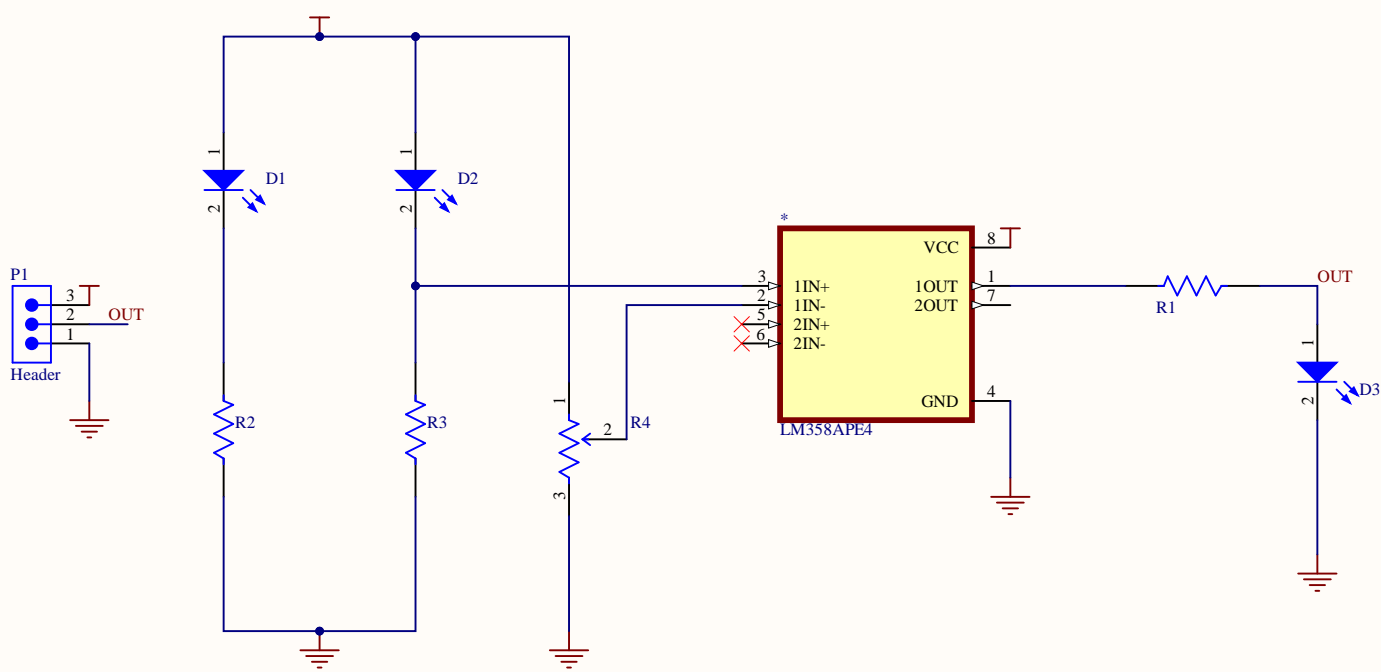 P1
3
2
1
OUT
Header
1
D1
2
R2
1
D2
2
R3
1
2
R4
3
*
VCC
8
3
1IN+
1OUT
1
2
1IN-
2OUT
7
5
2IN+
6
2IN-
GND
4
LM358APE4
R1
OUT
1
D3
2